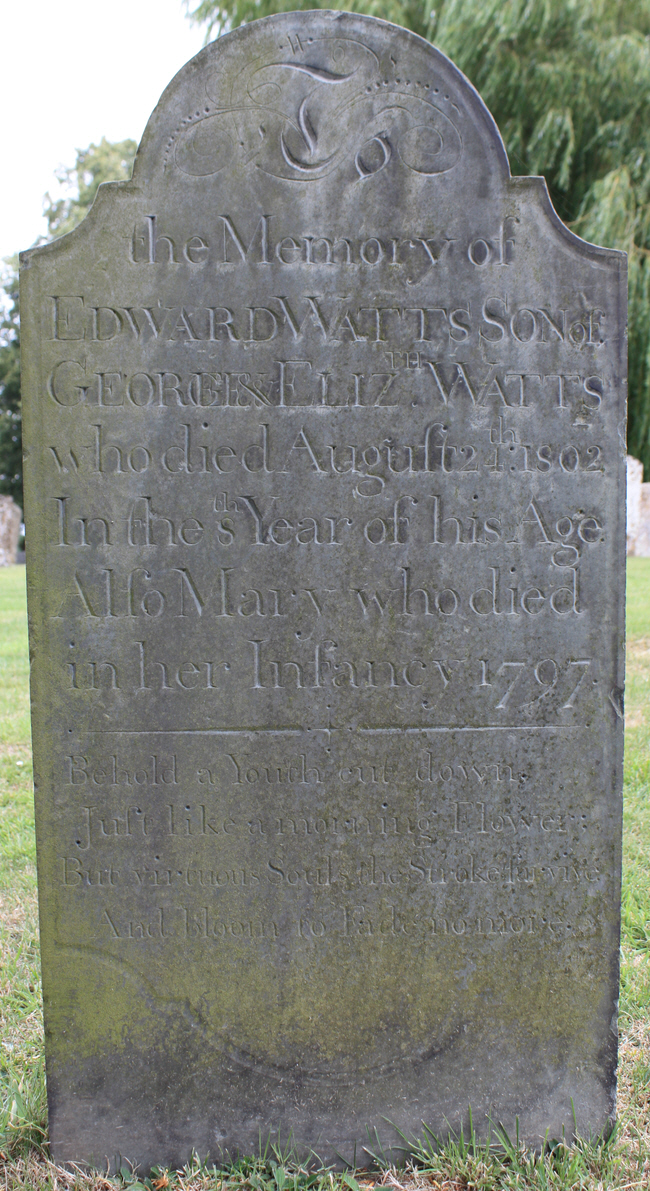 To
the Memory of
EDWARD WATTS SON of
GEORGE & ELIZTH. WATTS
who died Auguſt 24th. 1802
In the 8th Year of his Age
Alſo Mary who died
in her Infancy 1797.
Behold a Youth cut down,
Juſt like a morning Flower:
But virtuous Souls the Stroke ſurvive
And bloom to Fade no more.